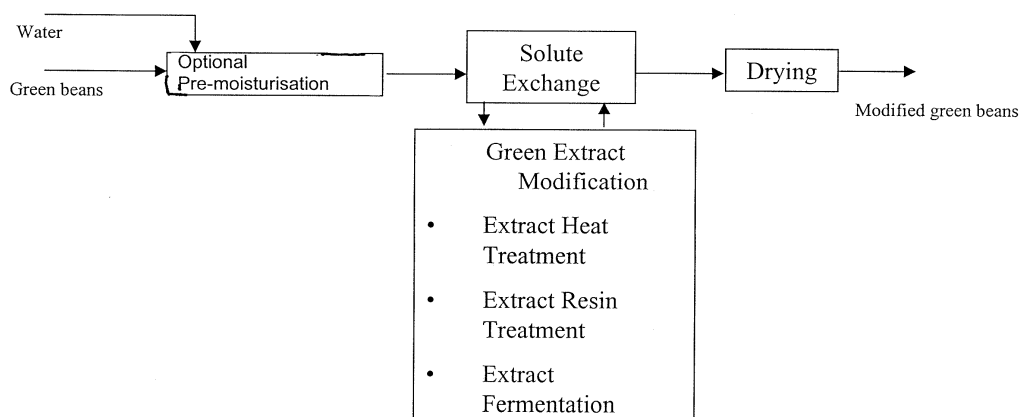 Water
Green beans
Optional
Pre-moisturisation
Solute
Exchange
Drying
Modified green beans
Green Extract
Modification
• Extract Heat
Treatment
• Extract Resin
Treatment
• Extract
Fermentation